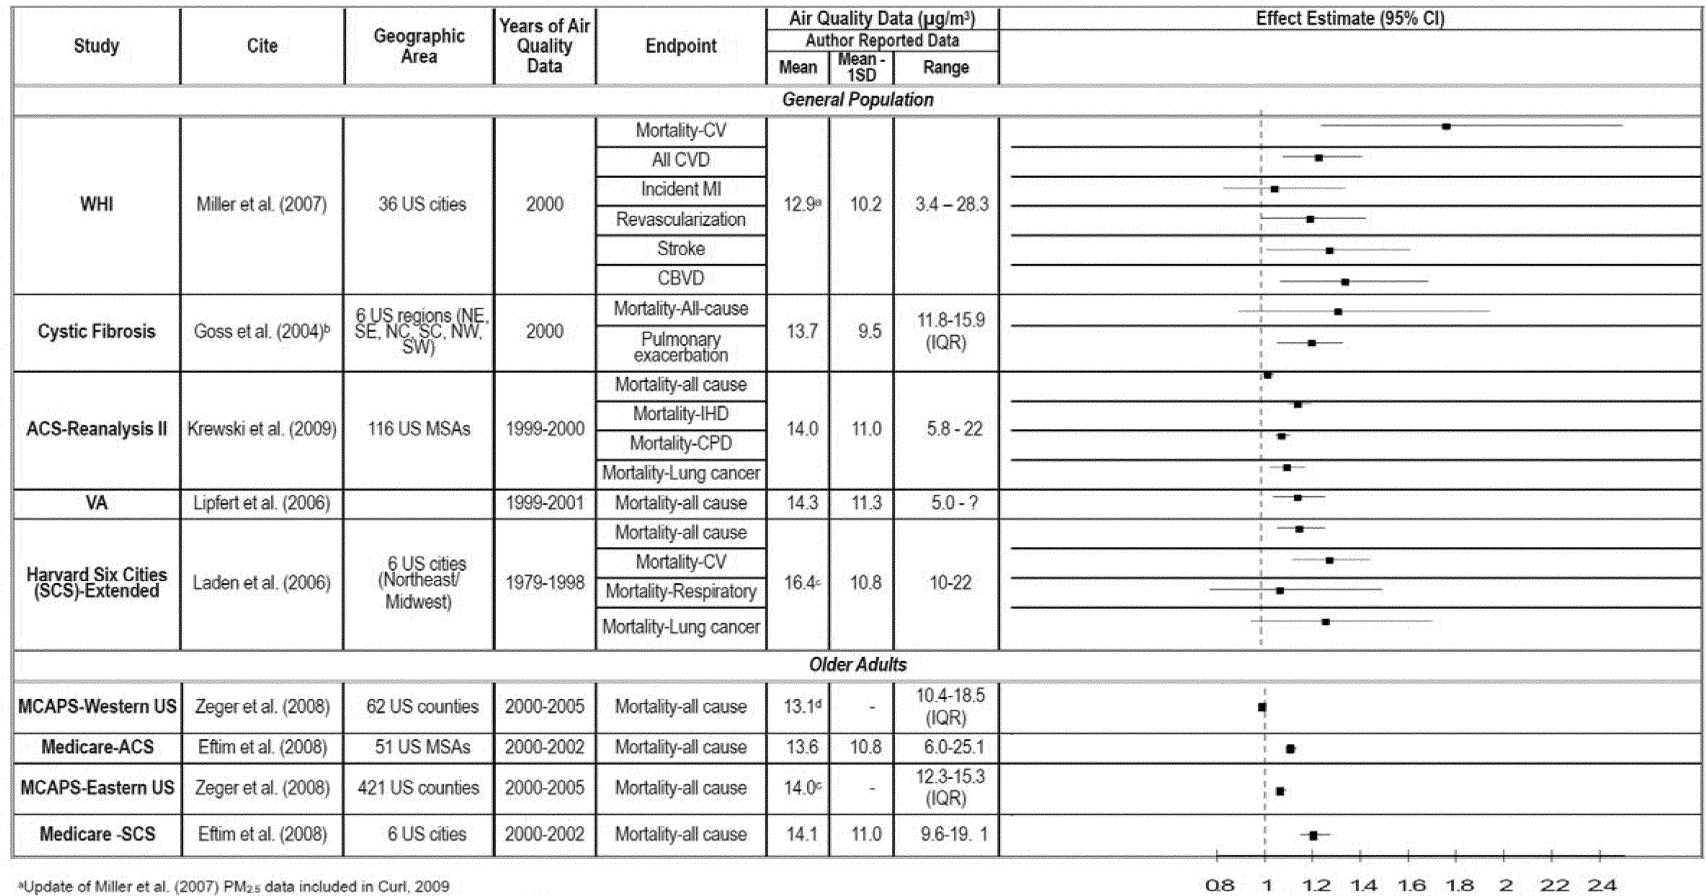 Study
Cite
Geographic
Area
Years of Air
Quality
Data
Endpoint
Air Quality Data (µg/m³)
Author Reported Data
Mean
Mean -
1SD
Range
Effect Estimate (95% CI)
General Population
WHI
Miller et al. (2007)
36 US cities
2000
Mortality-CV
All CVD
Incident MI
Revascularization
Stroke
CBVD
12.9ᵃ
10.2
3.4 – 28.3
Cystic Fibrosis
Goss et al. (2004)ᵇ
6 US regions (NE,
SE, NC, SC, NW,
SW)
2000
Mortality-All-cause
Pulmonary
exacerbation
13.7
9.5
11.8-15.9
(IQR)
ACS-Reanalysis II
Krewski et al. (2009)
116 US MSAs
1999-2000
Mortality-all cause
Mortality-IHD
Mortality-CPD
Mortality-Lung cancer
14.0
11.0
5.8 - 22
VA
Lipfert et al. (2006)
1999-2001
Mortality-all cause
14.3
11.3
5.0 - ?
Harvard Six Cities
(SCS)-Extended
Laden et al. (2006)
6 US cities
(Northeast/
Midwest)
1979-1998
Mortality-all cause
Mortality-CV
Mortality-Respiratory
Mortality-Lung cancer
16.4ᶜ
10.8
10-22
Older Adults
MCAPS-Western US
Zeger et al. (2008)
62 US counties
2000-2005
Mortality-all cause
13.1ᵈ
-
10.4-18.5
(IQR)
Medicare-ACS
Eftim et al. (2008)
51 US MSAs
2000-2002
Mortality-all cause
13.6
10.8
6.0-25.1
MCAPS-Eastern US
Zeger et al. (2008)
421 US counties
2000-2005
Mortality-all cause
14.0ᶜ
-
12.3-15.3
(IQR)
Medicare -SCS
Eftim et al. (2008)
6 US cities
2000-2002
Mortality-all cause
14.1
11.0
9.6-19. 1
0.8 1 1.2 1.4 1.6 1.8 2 2.2 2.4
ᵃUpdate of Miller et al. (2007) PM₂.₅ data included in Curl, 2009